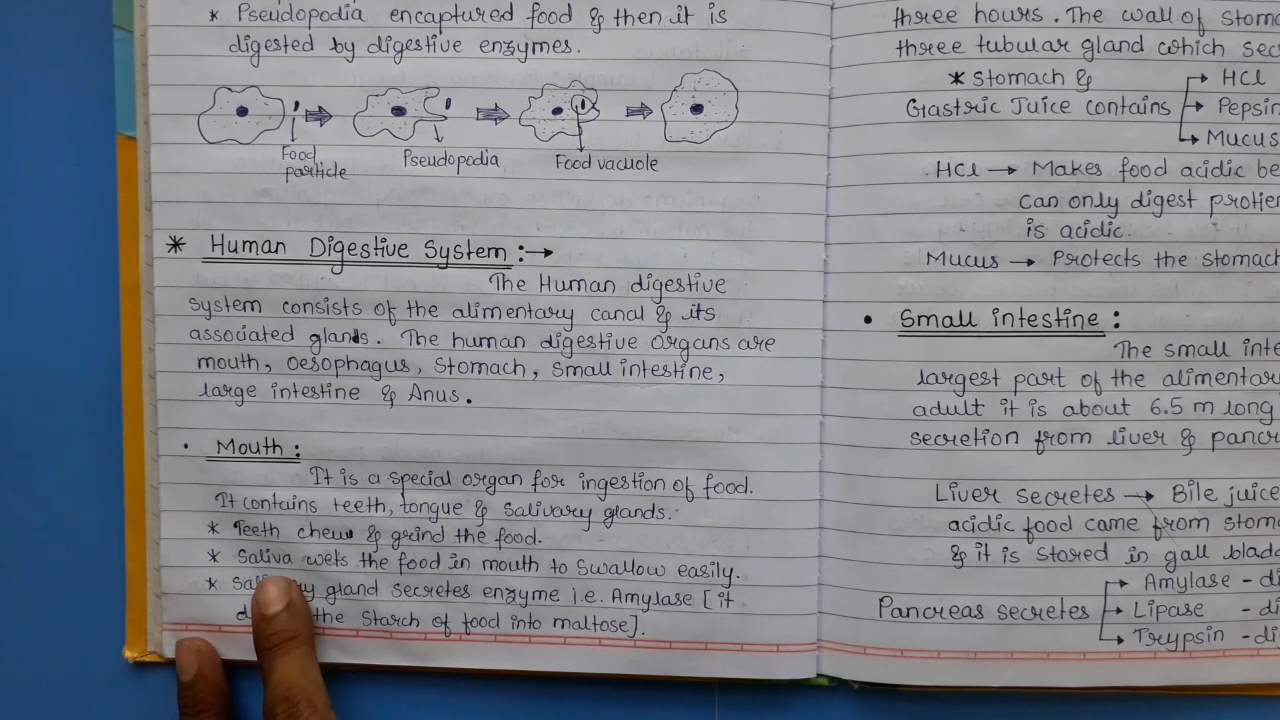 * Pseudopodia encaptured food & then it is
digested by digestive enzymes.
Food
particle
Pseudopodia
Food vacuole
* Human Digestive System :→
The Human digestive
system consists of the alimentary canal & its
associated glands. The human digestive organs are
mouth, Oesophagus, Stomach, Small intestine,
large intestine & Anus.
• Mouth :
It is a special organ for ingestion of food.
It contains teeth, tongue & salivary glands.
* Teeth chew & grind the food.
* Saliva wets the food in mouth to Swallow easily.
* gland secretes enzyme i.e. Amylase [it
the Starch of food into maltose].
three hours. The wall of
three tubular gland which
* Stomach &
Gastric Juice contains
→ HCl
→ Pepsin
→ Mucus
HCl → Makes food acidic
can only digest
is acidic.
Mucus → Protects the stomach
• Small intestine :
The small
largest part of the
adult it is about 6.5 m long
secretion from liver &
Liver secretes → Bile juice
acidic food came from
& it is stored in gall
Pancreas secretes
→ Amylase -
→ Lipase -
→ Trypsin -